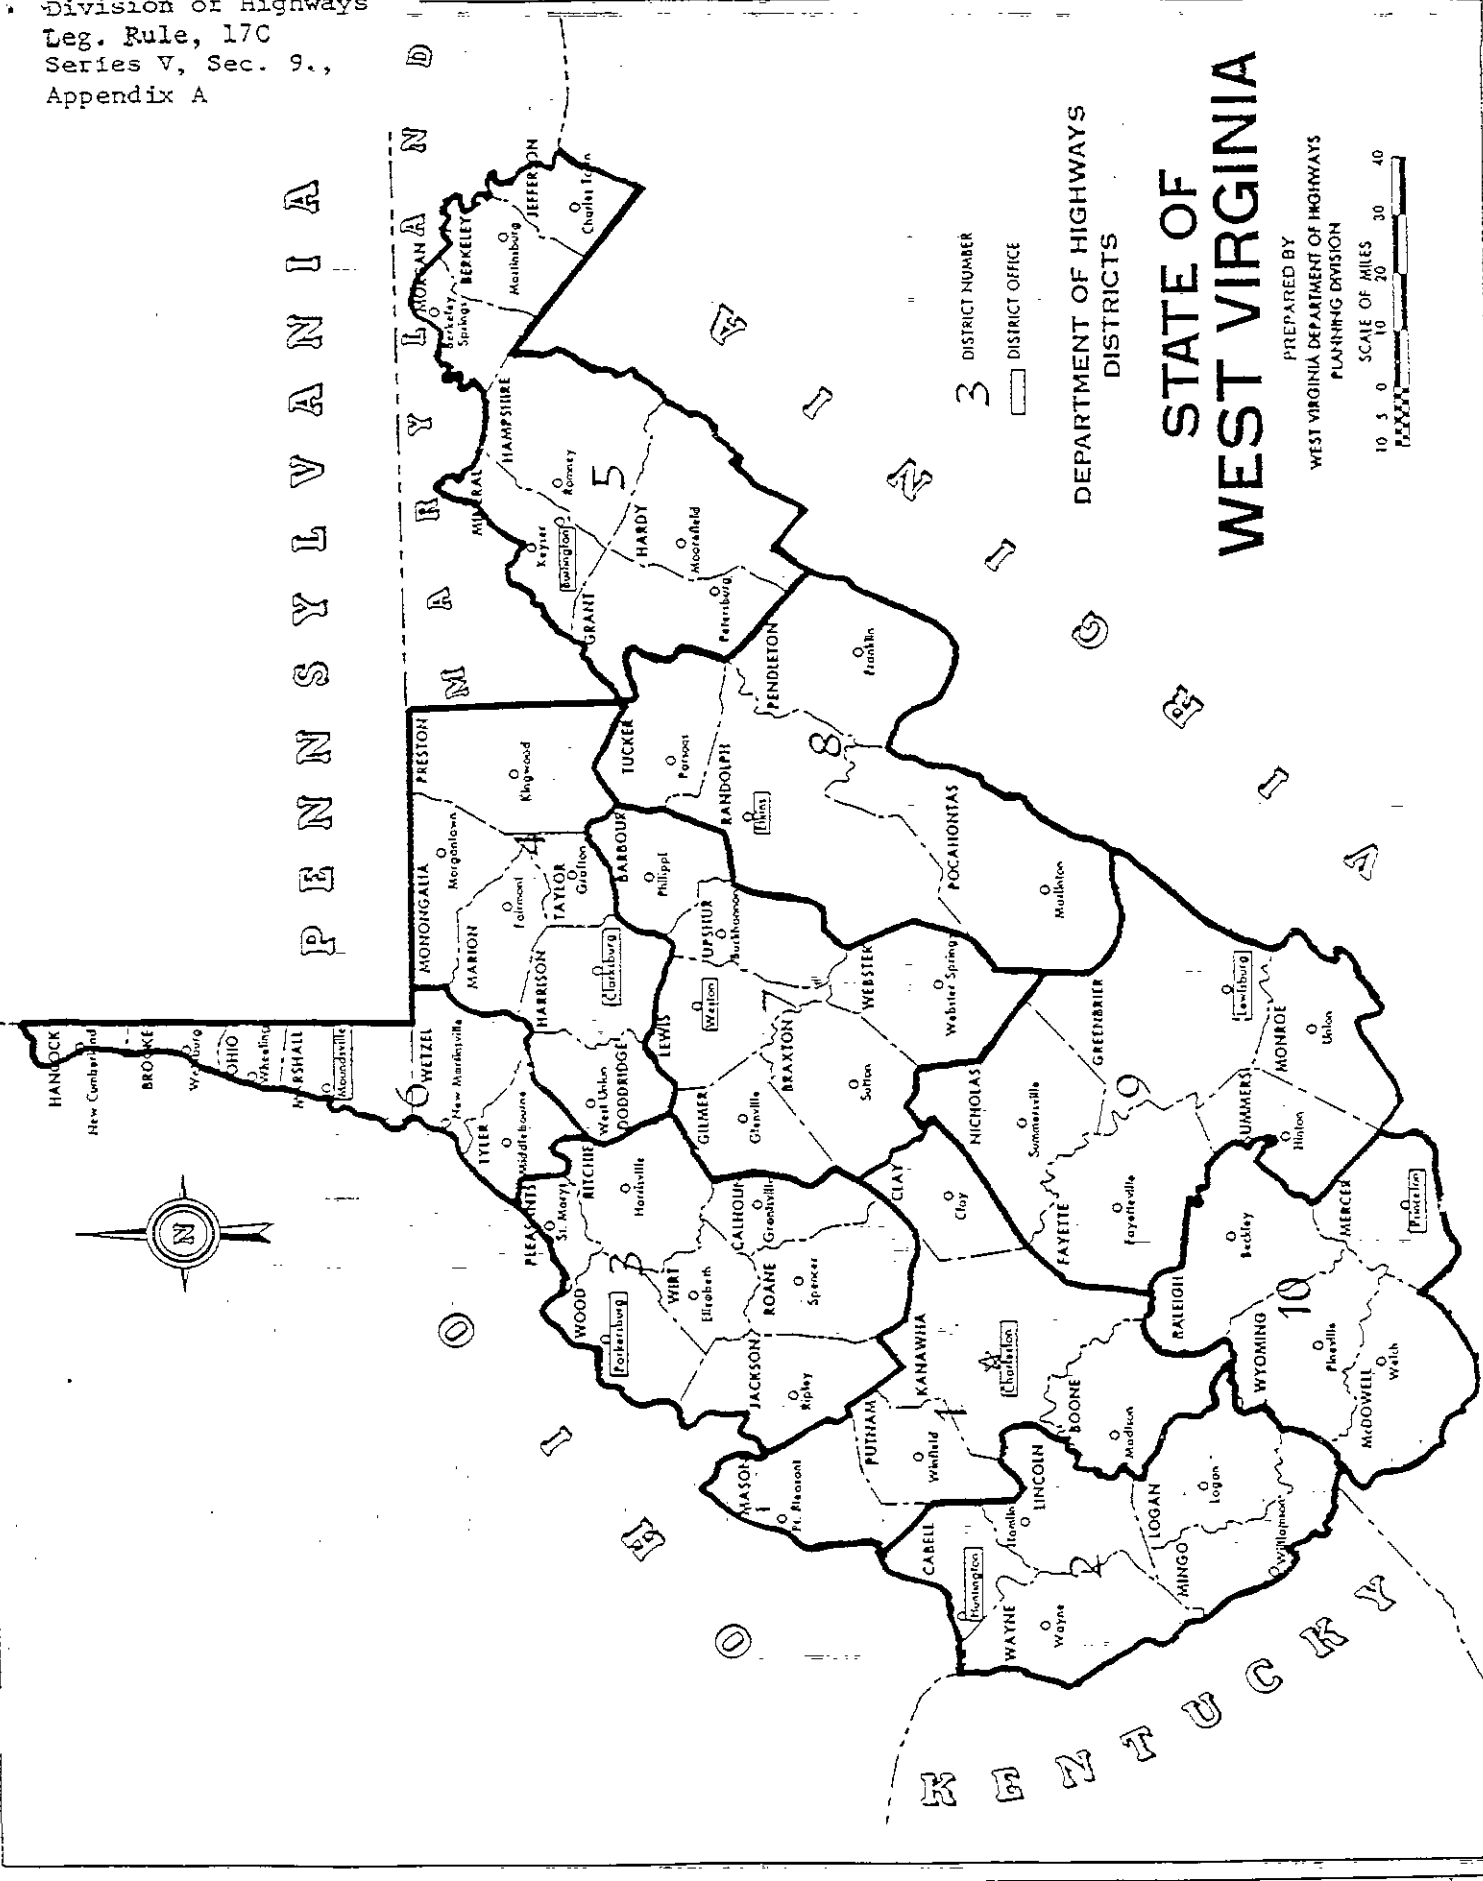 Division of Highways
Leg. Rule, 17C
Series V, Sec. 9.,
Appendix A
PENNSYLVANIA
MARYLAND
OHIO
KENTUCKY
VIRGINIA
N
HANCOCK
New Cumberland
BROOKE
OHIO
Wheeling
MARSHALL
Moundsville
6
WETZEL
New Martinsville
TYLER
Middlebourne
PLEASANTS
St. Marys
RITCHIE
Harrisville
WOOD
Parkersburg
3
WIRT
Elizabeth
CALHOUN
Grantsville
ROANE
Spencer
JACKSON
Ripley
MONONGALIA
Morgantown
PRESTON
Kingwood
MARION
Fairmont
4
TAYLOR
Grafton
HARRISON
Clarksburg
DODDRIDGE
West Union
BARBOUR
Philippi
LEWIS
Weston
UPSHUR
Buckhannon
7
GILMER
Glenville
BRAXTON
Sutton
WEBSTER
Webster Springs
TUCKER
Parsons
RANDOLPH
Elkins
8
PENDLETON
Franklin
POCAHONTAS
Marlinton
MINERAL
Keyser
Burlington
HAMPSHIRE
Romney
5
GRANT
Petersburg
HARDY
Moorefield
MORGAN
Berkeley
Springs
BERKELEY
Martinsburg
JEFFERSON
Charles Town
MASON
Pt. Pleasant
PUTNAM
Winfield
1
KANAWHA
Charleston
CLAY
Clay
BOONE
Madison
CABELL
Huntington
WAYNE
Wayne
2
LINCOLN
Hamlin
LOGAN
Logan
MINGO
Williamson
NICHOLAS
Summersville
FAYETTE
Fayetteville
9
GREENBRIER
Lewisburg
SUMMERS
Hinton
MONROE
Union
RALEIGH
Beckley
10
WYOMING
Pineville
McDOWELL
Welch
MERCER
Princeton
3 DISTRICT NUMBER
DISTRICT OFFICE
DEPARTMENT OF HIGHWAYS
DISTRICTS
STATE OF
WEST VIRGINIA
PREPARED BY
WEST VIRGINIA DEPARTMENT OF HIGHWAYS
PLANNING DIVISION
SCALE OF MILES
10 5 0 10 20 30 40